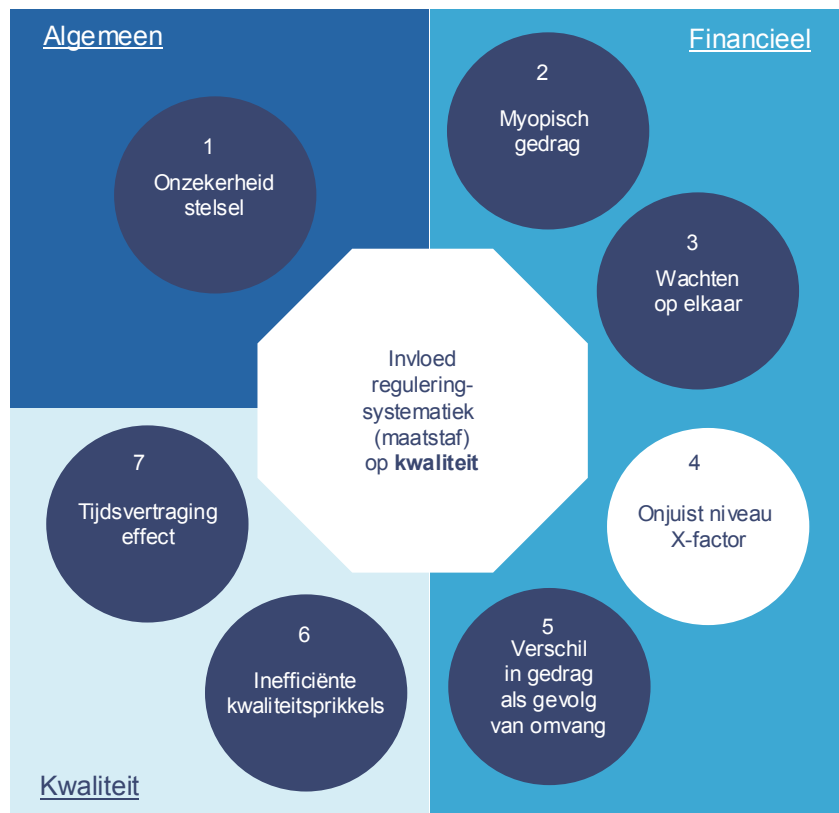 Algemeen
Financieel
1
Onzekerheid
stelsel
2
Myopisch
gedrag
3
Wachten
op elkaar
Invloed
regulering-
systematiek
(maatstaf)
op kwaliteit
4
Onjuist niveau
X-factor
5
Verschil
in gedrag
als gevolg
van omvang
6
Inefficiënte
kwaliteitsprikkels
7
Tijdsvertraging
effect
Kwaliteit